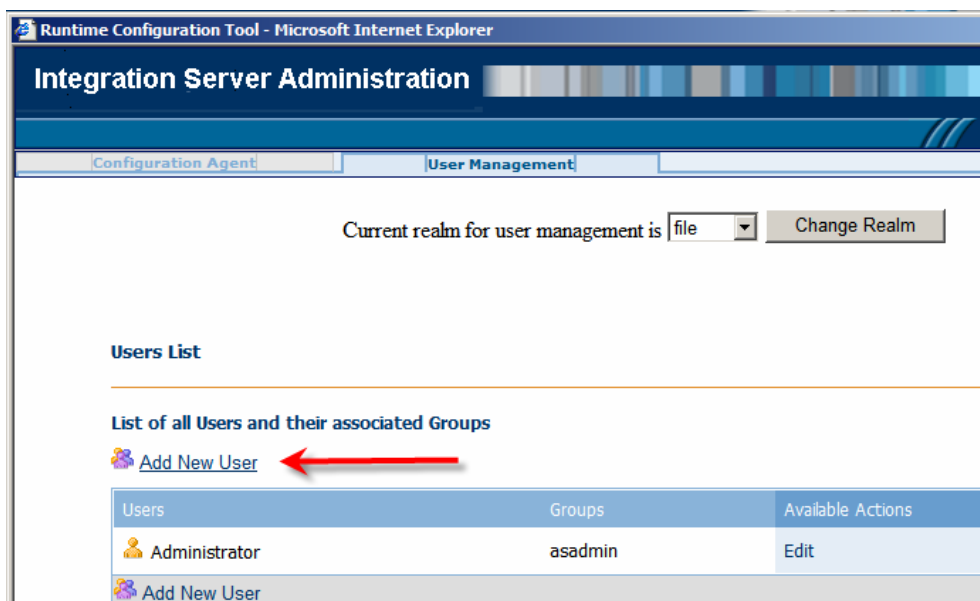 Runtime Configuration Tool - Microsoft Internet Explorer
Integration Server Administration
Configuration Agent User Management
Current realm for user management is file Change Realm
Users List
List of all Users and their associated Groups
Add New User
Users Groups Available Actions
Administrator asadmin Edit
Add New User